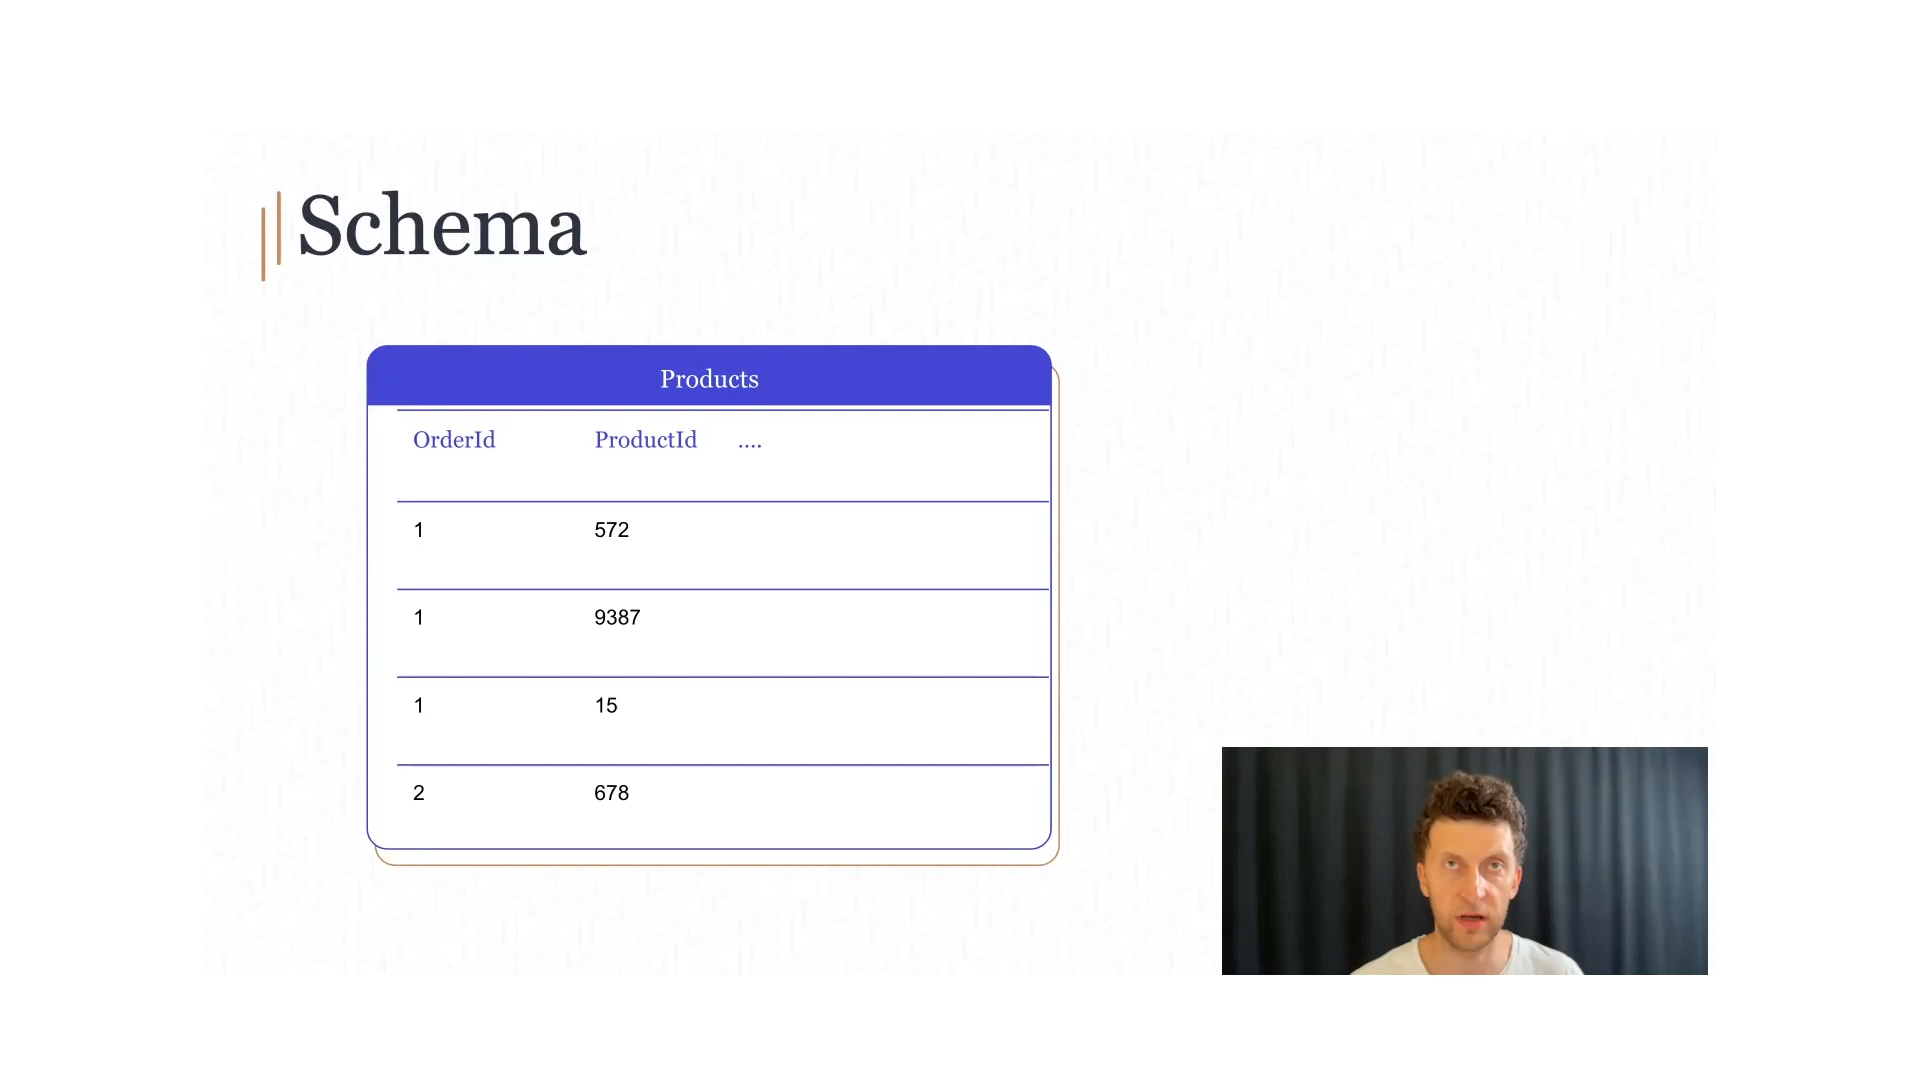 Schema
Products
OrderId ProductId ....
1 572
1 9387
1 15
2 678